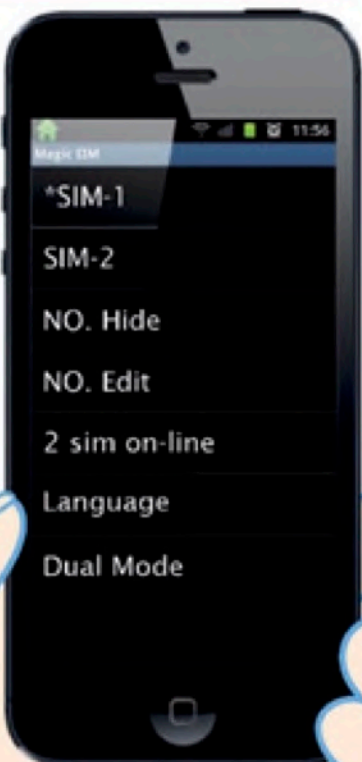 11:56
Magic SIM
*SIM-1
SIM-2
NO. Hide
NO. Edit
2 sim on-line
Language
Dual Mode